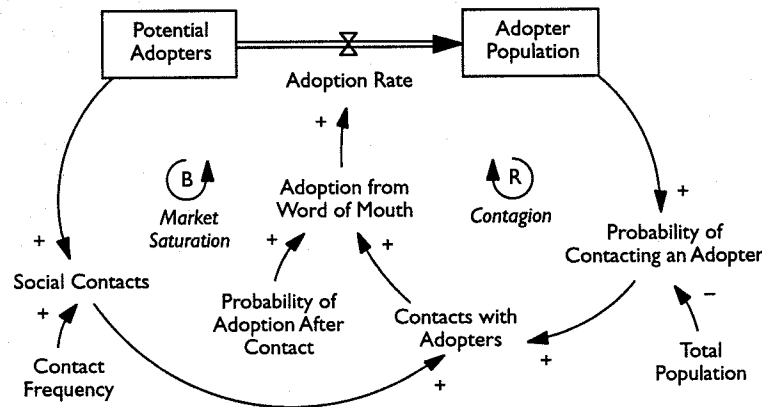 Potential
Adopters
Adopter
Population
Adoption Rate
+
B
Market
Saturation
Adoption from
Word of Mouth
R
Contagion
+
+
+
+
Probability of
Contacting an Adopter
Social Contacts
+
Probability of
Adoption After
Contact
Contacts with
Adopters
–
Contact
Frequency
+
+
Total
Population